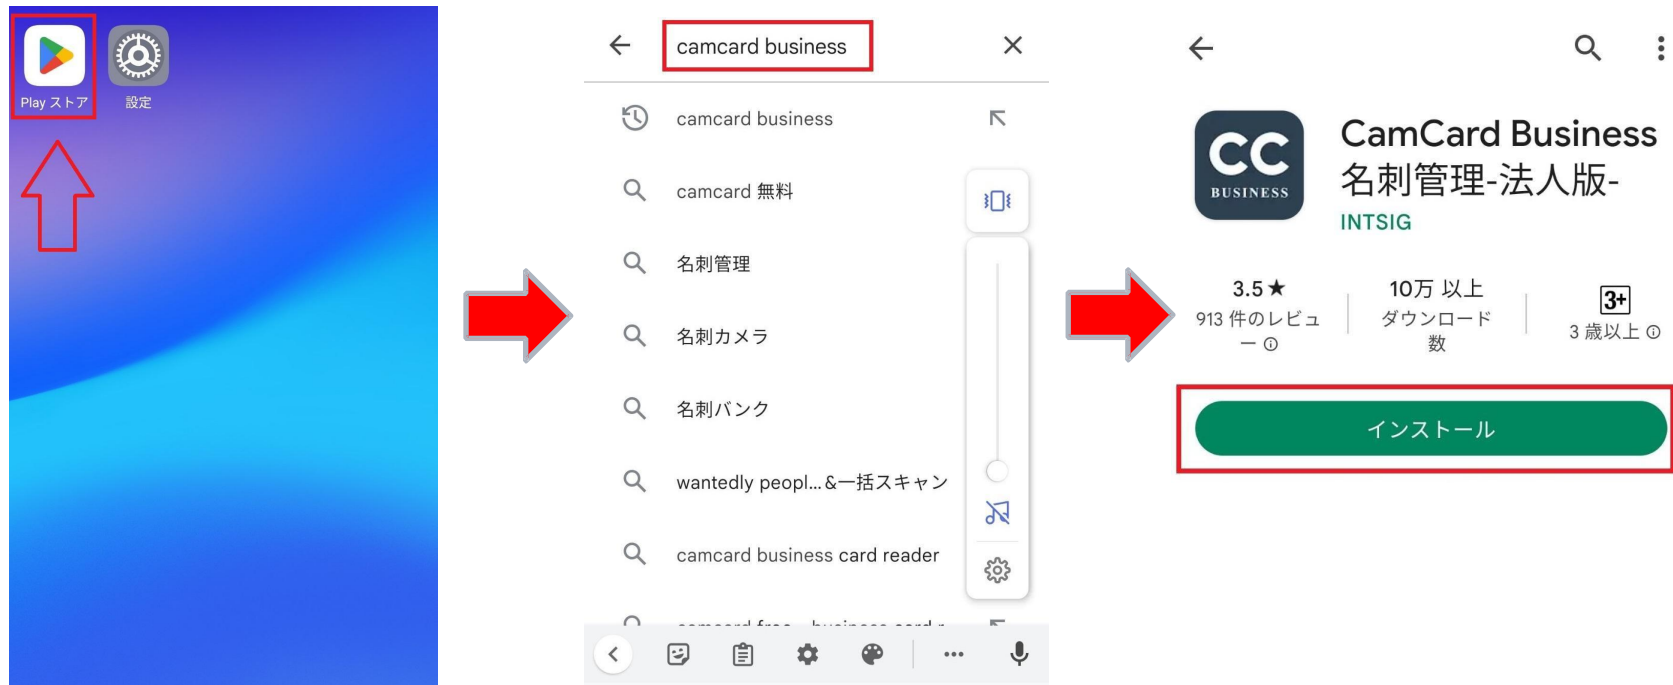 Play ストア
設定
camcard business
camcard business
camcard 無料
名刺管理
名刺カメラ
名刺バンク
wantedly peopl...&一括スキャン
camcard business card reader
CC
BUSINESS
CamCard Business
名刺管理-法人版-
INTSIG
3.5★
913 件のレビュ
ー
10万 以上
ダウンロード
数
3+
3 歳以上
インストール